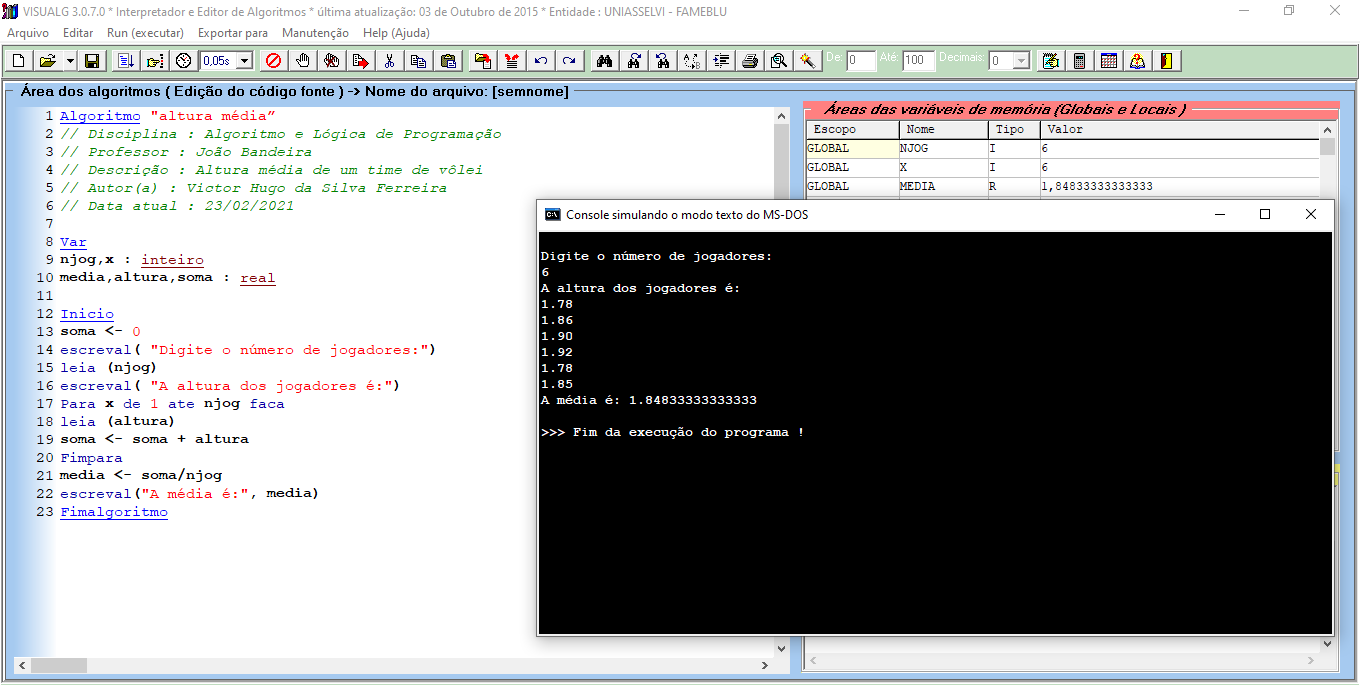 VISUALG 3.0.7.0 * Interpretador e Editor de Algoritmos * última atualização: 03 de Outubro de 2015 * Entidade : UNIASSELVI - FAMEBLU
Arquivo Editar Run (executar) Exportar para Manutenção Help (Ajuda)
0,05s De: 0 Até: 100 Decimais: 0
Área dos algoritmos ( Edição do código fonte ) -> Nome do arquivo: [semnome]
1 Algoritmo "altura média”
2 // Disciplina : Algoritmo e Lógica de Programação
3 // Professor : João Bandeira
4 // Descrição : Altura média de um time de vôlei
5 // Autor(a) : Victor Hugo da Silva Ferreira
6 // Data atual : 23/02/2021
7
8 Var
9 njog,x : inteiro
10 media,altura,soma : real
11
12 Inicio
13 soma <- 0
14 escreval( "Digite o número de jogadores:")
15 leia (njog)
16 escreval( "A altura dos jogadores é:")
17 Para x de 1 ate njog faca
18 leia (altura)
19 soma <- soma + altura
20 Fimpara
21 media <- soma/njog
22 escreval("A média é:", media)
23 Fimalgoritmo
Áreas das variáveis de memória (Globais e Locais )
Escopo Nome Tipo Valor
GLOBAL NJOG I 6
GLOBAL X I 6
GLOBAL MEDIA R 1,84833333333333
Console simulando o modo texto do MS-DOS
Digite o número de jogadores:
6
A altura dos jogadores é:
1.78
1.86
1.90
1.92
1.78
1.85
A média é: 1.84833333333333
>>> Fim da execução do programa !